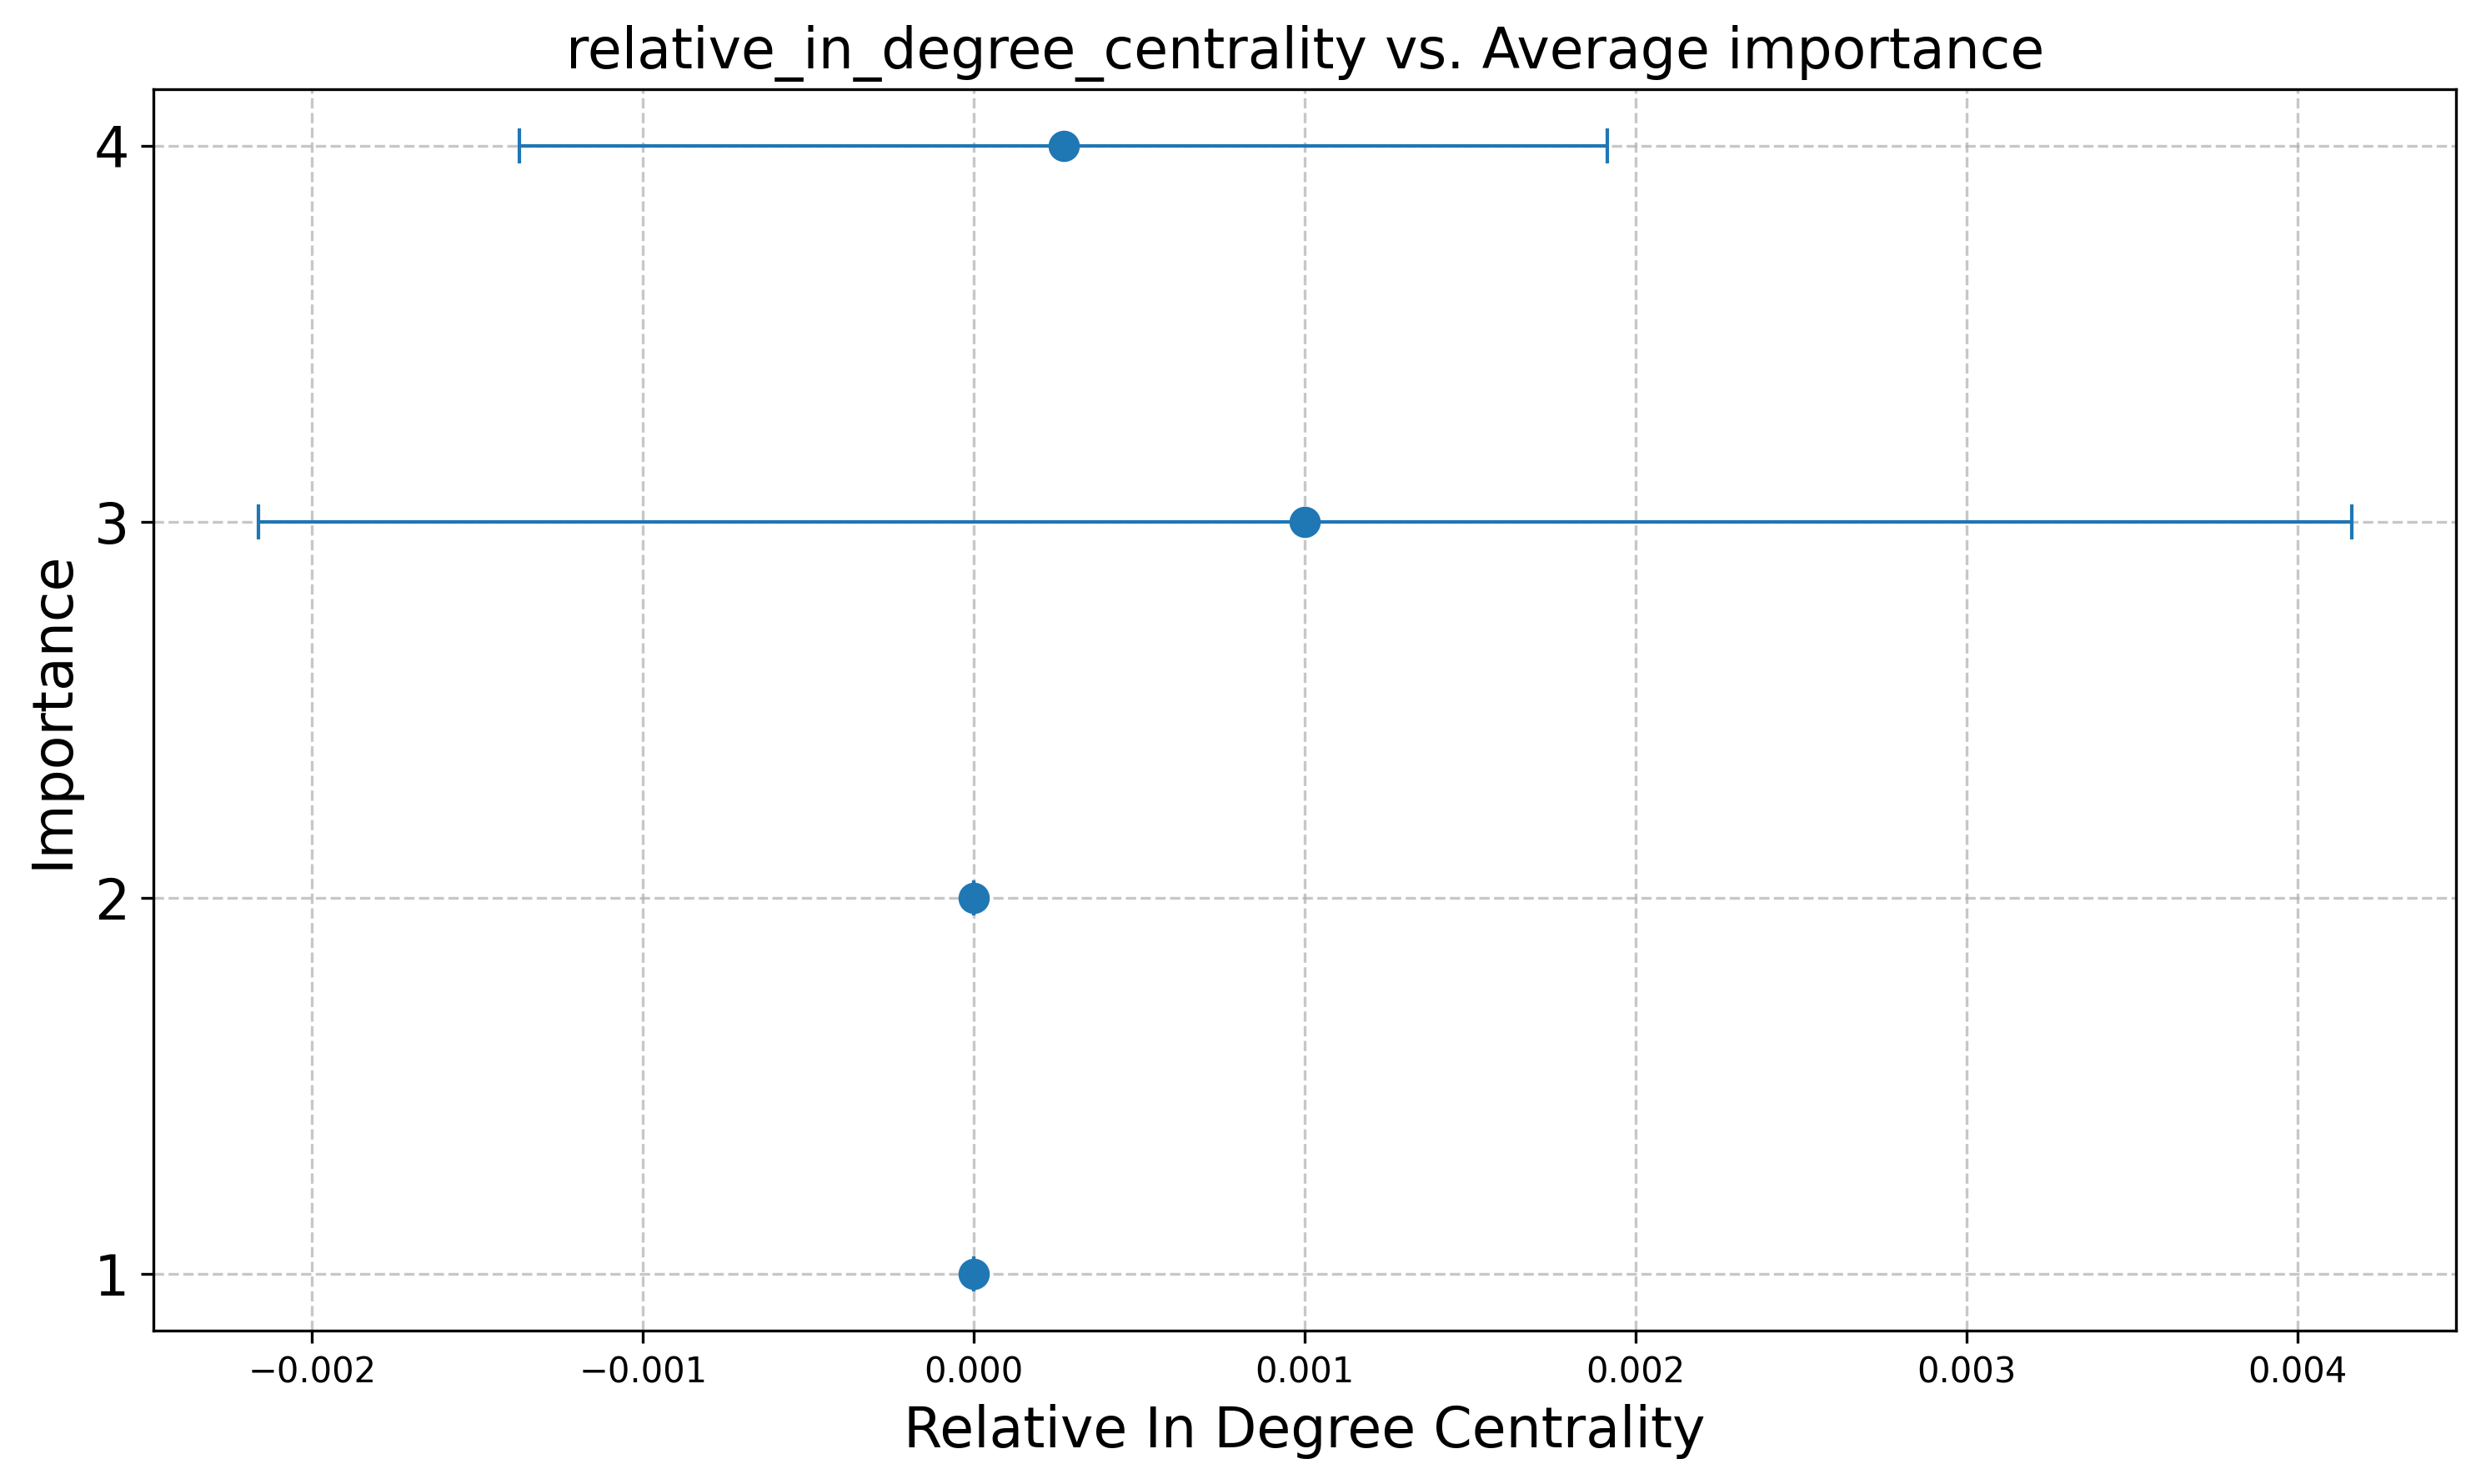 relative_in_degree_centrality vs. Average importance
4
3
2
1
Importance
−0.002 −0.001 0.000 0.001 0.002 0.003 0.004
Relative In Degree Centrality